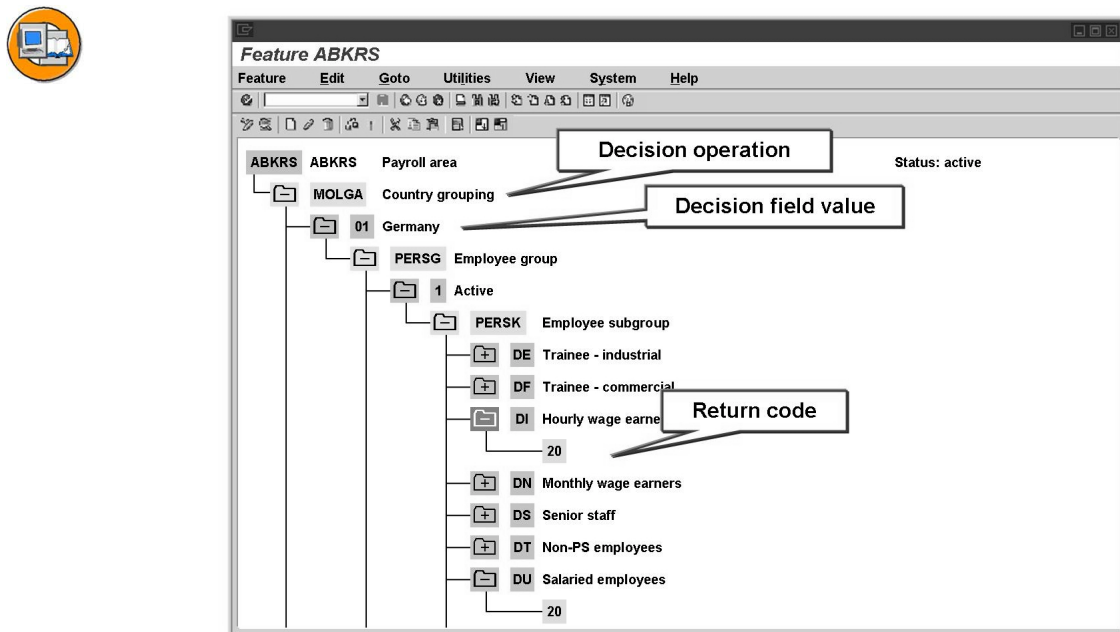 Feature ABKRS
Feature Edit Goto Utilities View System Help
Decision operation
ABKRS ABKRS Payroll area Status: active
MOLGA Country grouping
Decision field value
01 Germany
PERSG Employee group
1 Active
PERSK Employee subgroup
DE Trainee - industrial
DF Trainee - commercial
DI Hourly wage earne
Return code
20
DN Monthly wage earners
DS Senior staff
DT Non-PS employees
DU Salaried employees
20